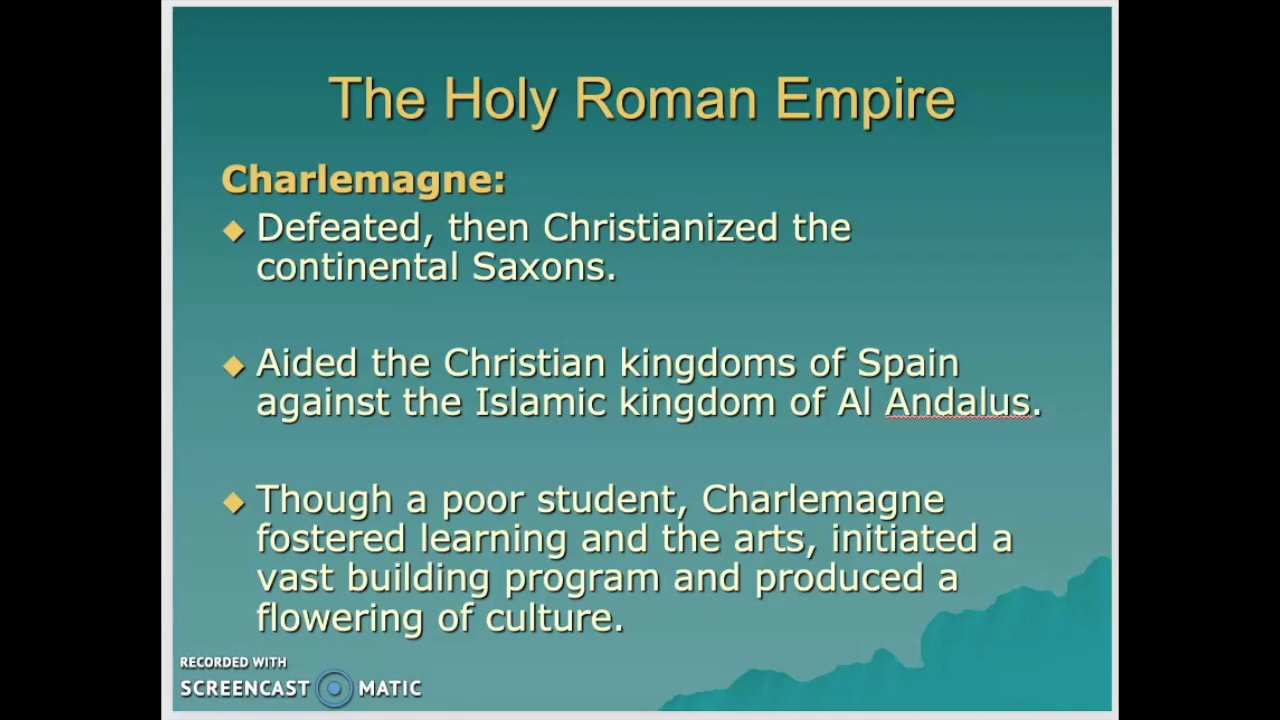 The Holy Roman Empire
Charlemagne:
Defeated, then Christianized the
continental Saxons.
Aided the Christian kingdoms of Spain
against the Islamic kingdom of Al Andalus.
Though a poor student, Charlemagne
fostered learning and the arts, initiated a
vast building program and produced a
flowering of culture.
RECORDED WITH
SCREENCAST MATIC